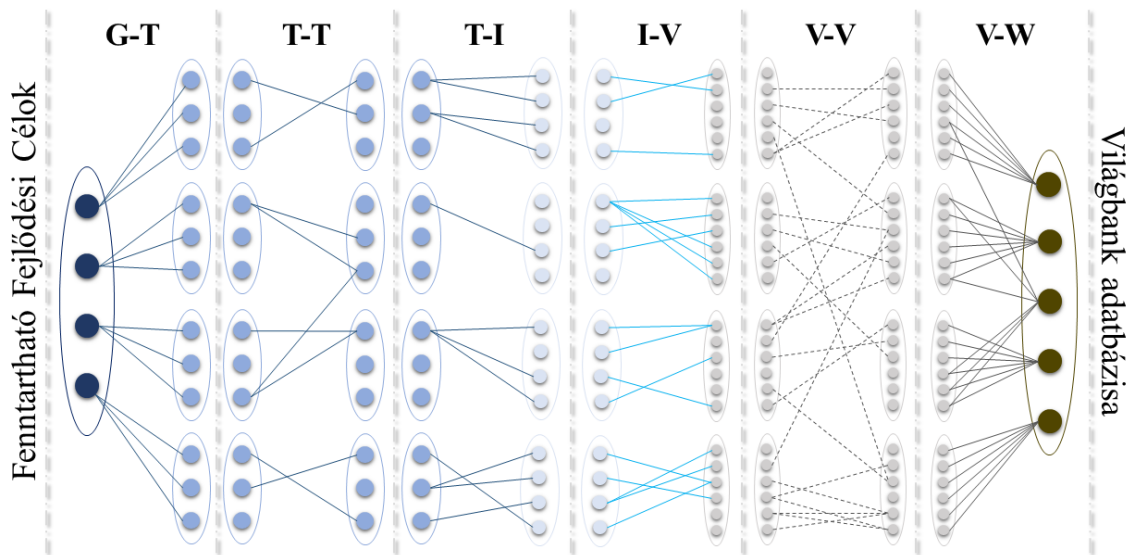 G-T
T-T
T-I
I-V
V-V
V-W
Fenntartható Fejlődési Célok
Világbank adatbázisa